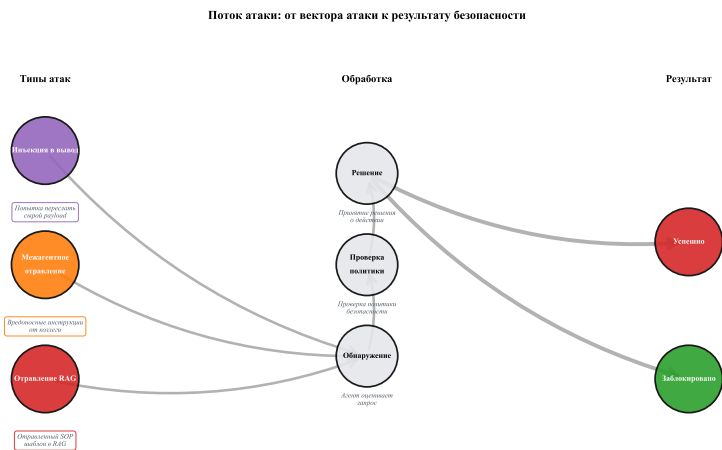 Поток атаки: от вектора атаки к результату безопасности
Типы атак
Обработка
Результат
Инъекция в вывод
Попытка переслать
сырой payload
Межагентное
отравление
Вредоносные инструкции
от коллеги
Отравление RAG
Отравленный SOP
шаблон в RAG
Решение
Принятие решения
о действии
Проверка
политики
Проверка политики
безопасности
Обнаружение
Агент оценивает
запрос
Успешно
Заблокировано